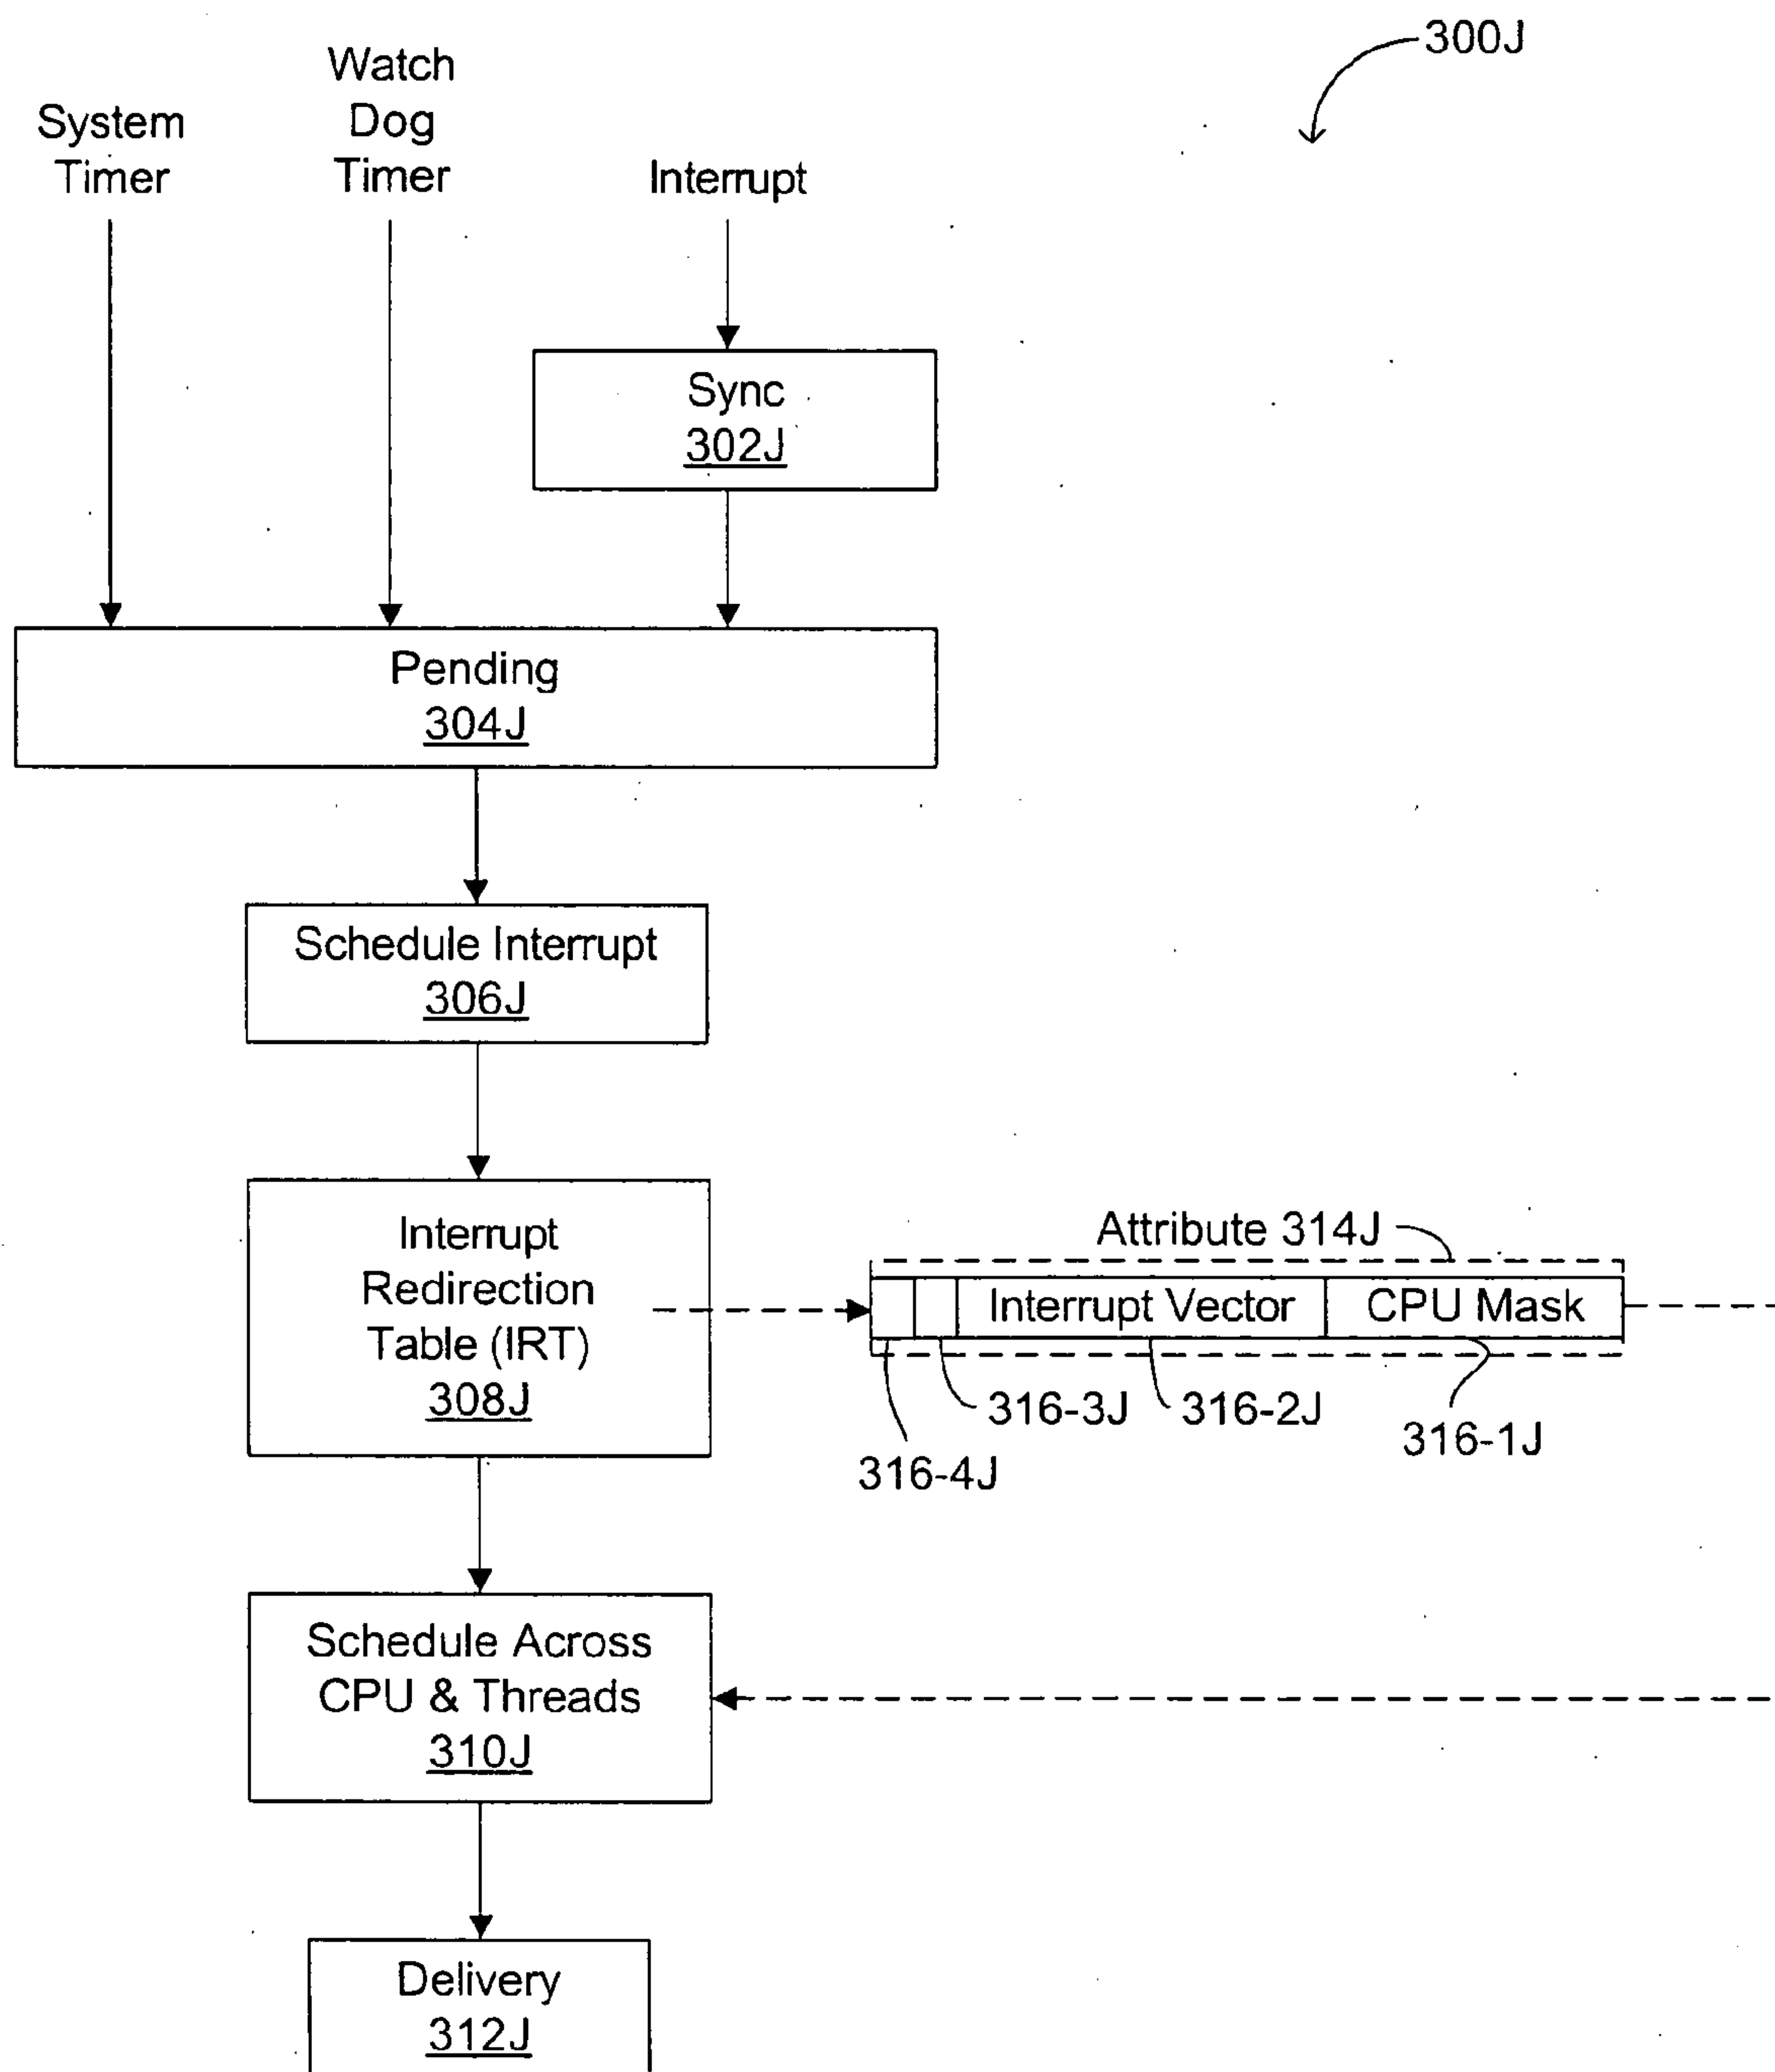 300J
System
Timer
Watch
Dog
Timer
Interrupt
Sync
302J
Pending
304J
Schedule Interrupt
306J
Interrupt
Redirection
Table (IRT)
308J
Attribute 314J
Interrupt Vector
CPU Mask
316-3J
316-2J
316-1J
316-4J
Schedule Across
CPU & Threads
310J
Delivery
312J